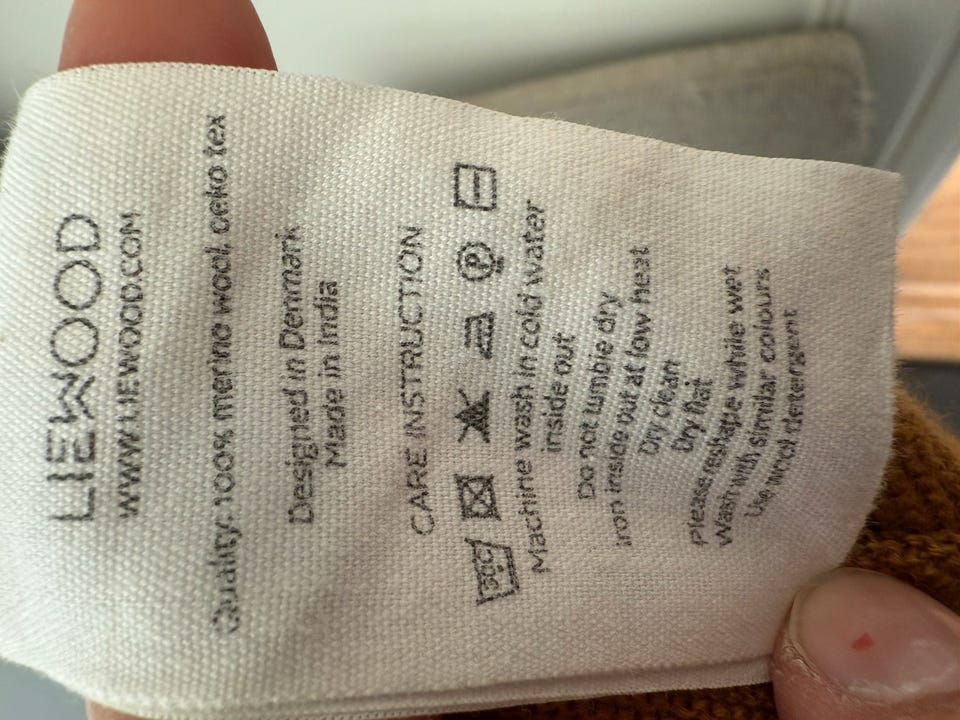 LIEWOOD
WWW.LIEWOOD.COM
Quality: 100% merino wool, oeko tex
Designed in Denmark
Made in India
CARE INSTRUCTION
30C P
Machine wash in cold water
inside out
Do not tumble dry
Iron inside out at low heat
Dry clean
Dry flat
Please reshape while wet
Wash with similar colours
Use wool detergent